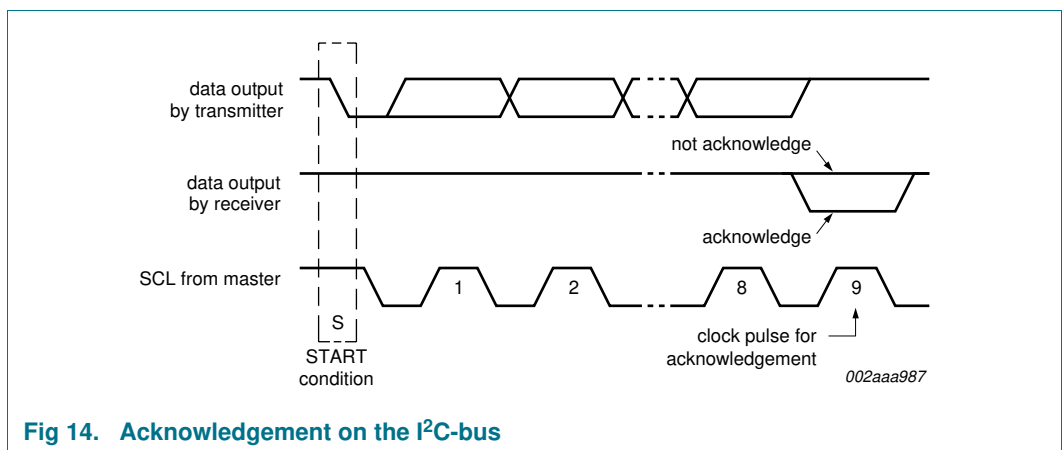 data output
by transmitter
not acknowledge
data output
by receiver
acknowledge
SCL from master
1
2
8
9
S
START
condition
clock pulse for
acknowledgement
002aaa987
Fig 14. Acknowledgement on the I²C-bus